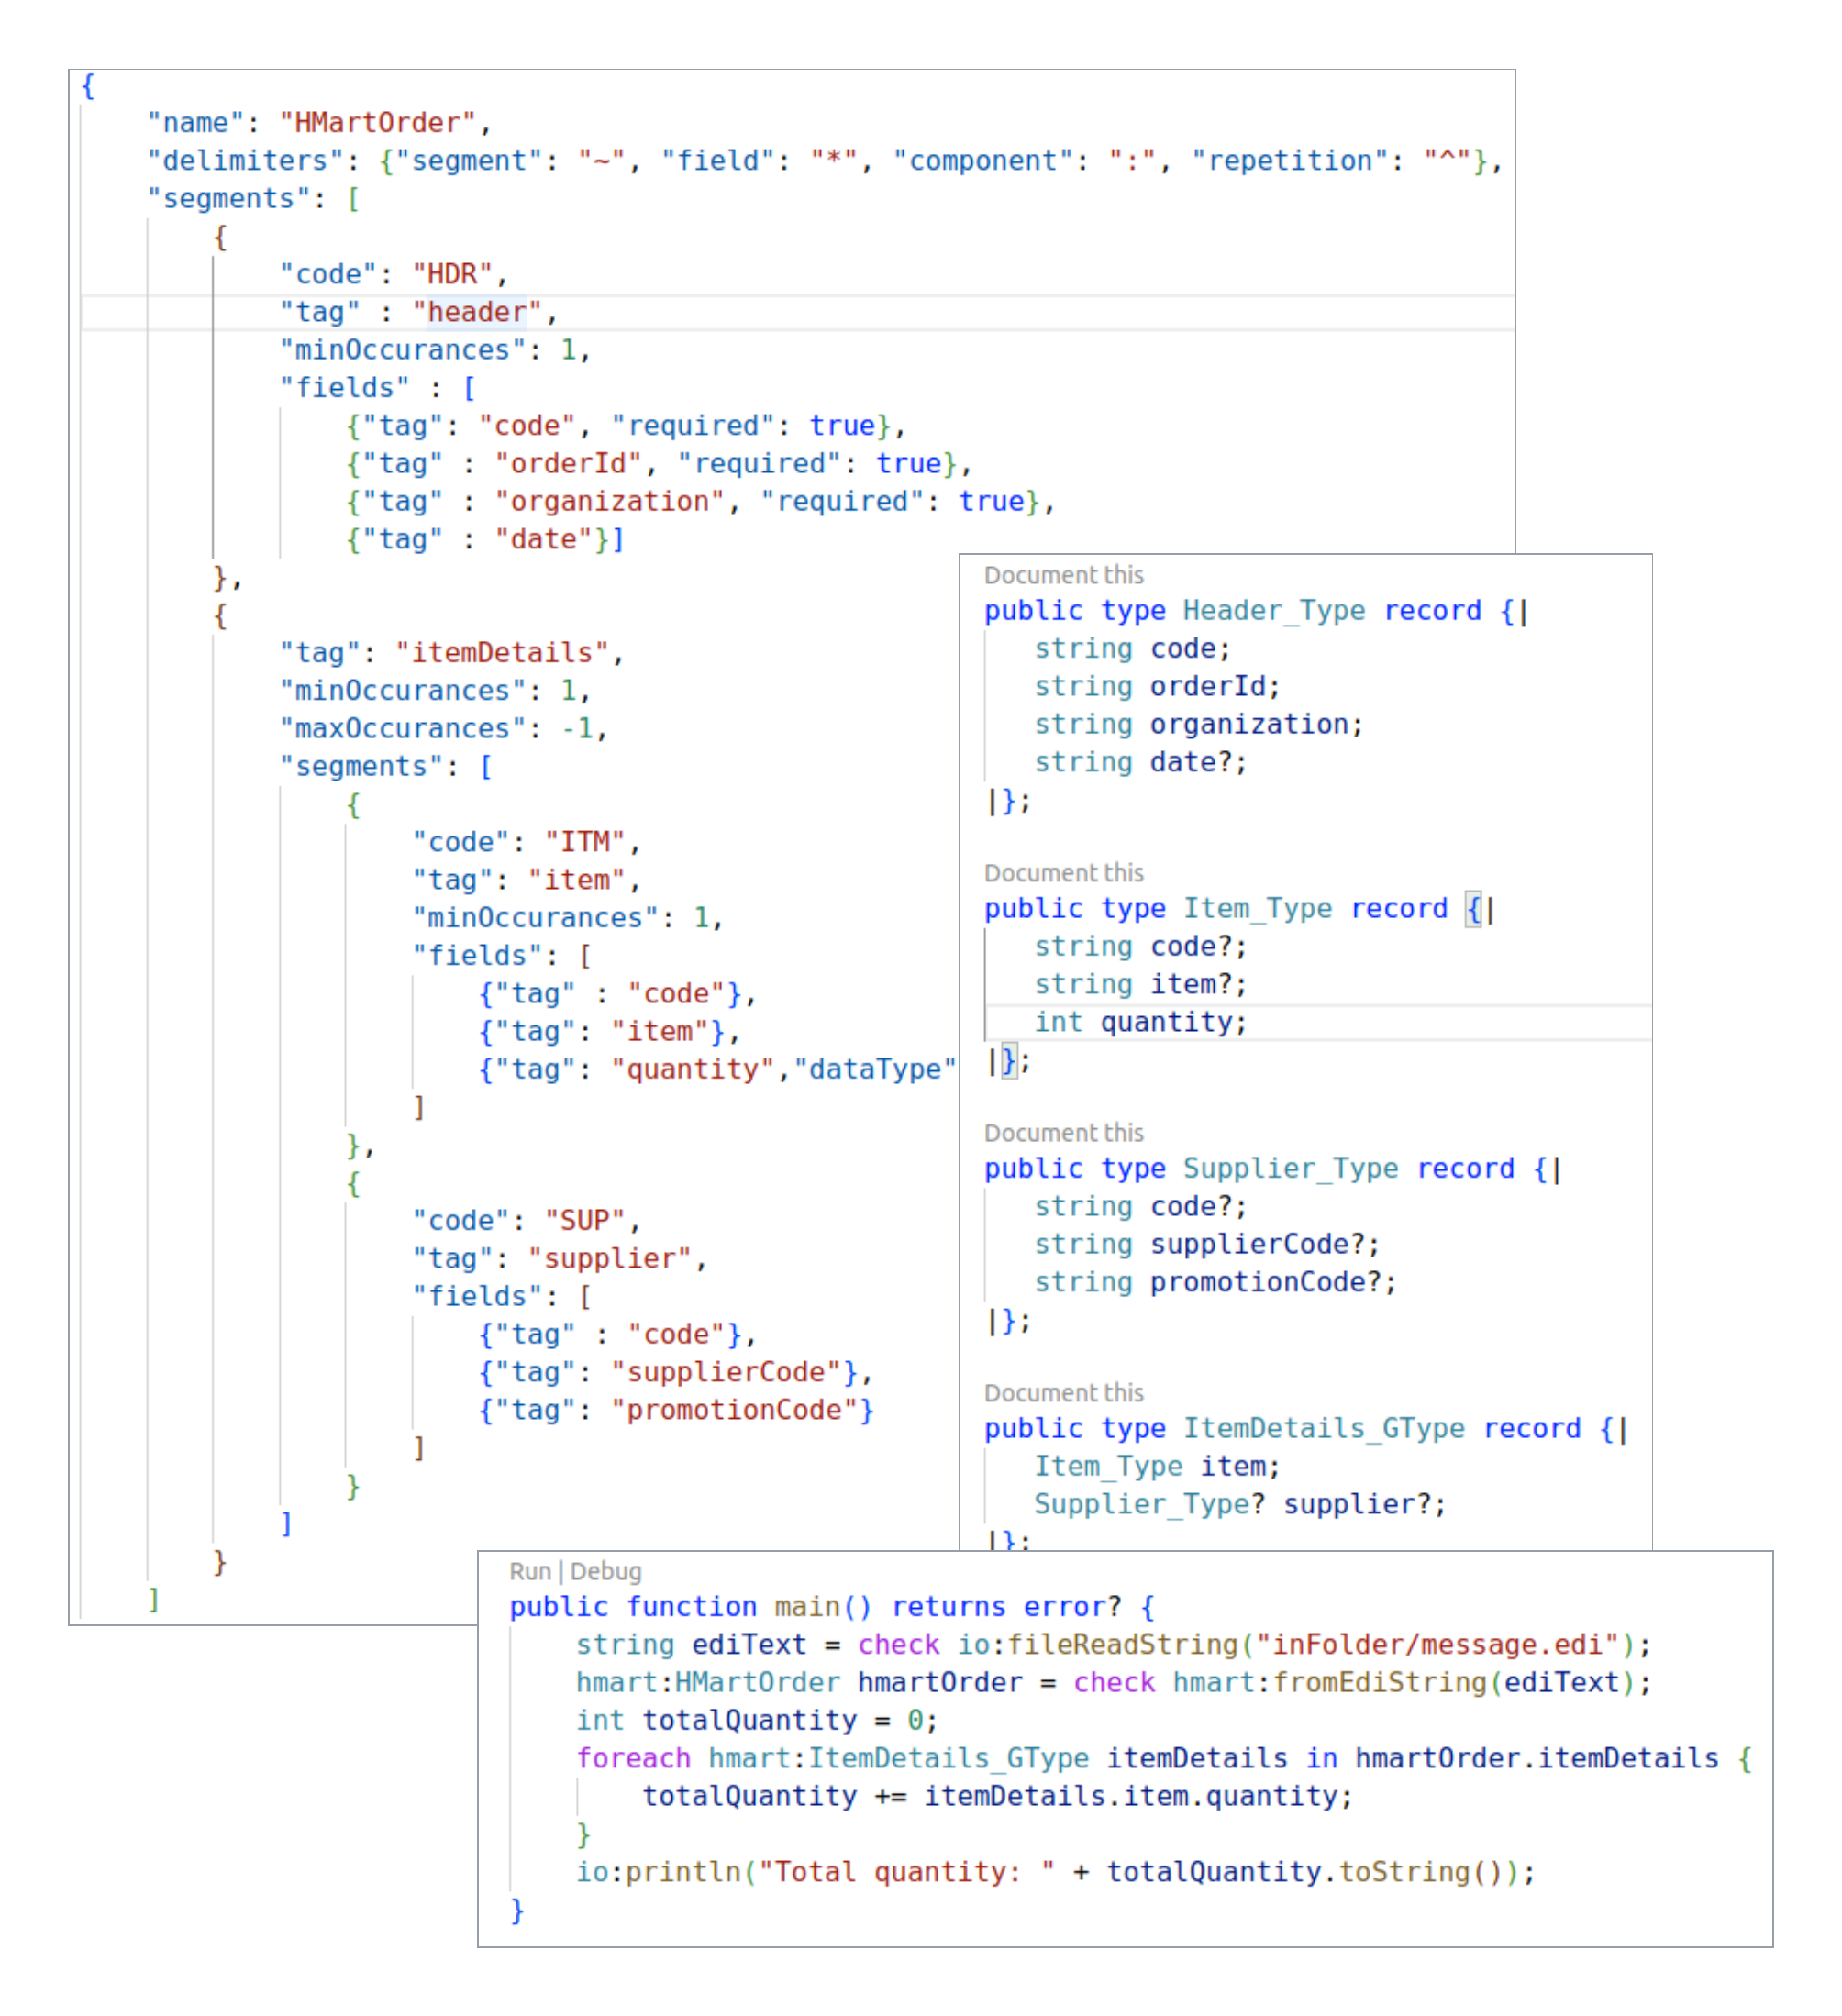 {
"name": "HMartOrder",
"delimiters": {"segment": "~", "field": "*", "component": ":", "repetition": "^"},
"segments": [
{
"code": "HDR",
"tag" : "header",
"minOccurances": 1,
"fields" : [
{"tag": "code", "required": true},
{"tag" : "orderId", "required": true},
{"tag" : "organization", "required": true},
{"tag" : "date"}]
},
{
"tag": "itemDetails",
"minOccurances": 1,
"maxOccurances": -1,
"segments": [
{
"code": "ITM",
"tag": "item",
"minOccurances": 1,
"fields": [
{"tag" : "code"},
{"tag": "item"},
{"tag": "quantity","dataType"
]
},
{
"code": "SUP",
"tag": "supplier",
"fields": [
{"tag" : "code"},
{"tag": "supplierCode"},
{"tag": "promotionCode"}
]
}
]
}
]
Document this
public type Header_Type record {|
string code;
string orderId;
string organization;
string date?;
|};
Document this
public type Item_Type record {|
string code?;
string item?;
int quantity;
|};
Document this
public type Supplier_Type record {|
string code?;
string supplierCode?;
string promotionCode?;
|};
Document this
public type ItemDetails_GType record {|
Item_Type item;
Supplier_Type? supplier?;
|};
Run | Debug
public function main() returns error? {
string ediText = check io:fileReadString("inFolder/message.edi");
hmart:HMartOrder hmartOrder = check hmart:fromEdiString(ediText);
int totalQuantity = 0;
foreach hmart:ItemDetails_GType itemDetails in hmartOrder.itemDetails {
totalQuantity += itemDetails.item.quantity;
}
io:println("Total quantity: " + totalQuantity.toString());
}